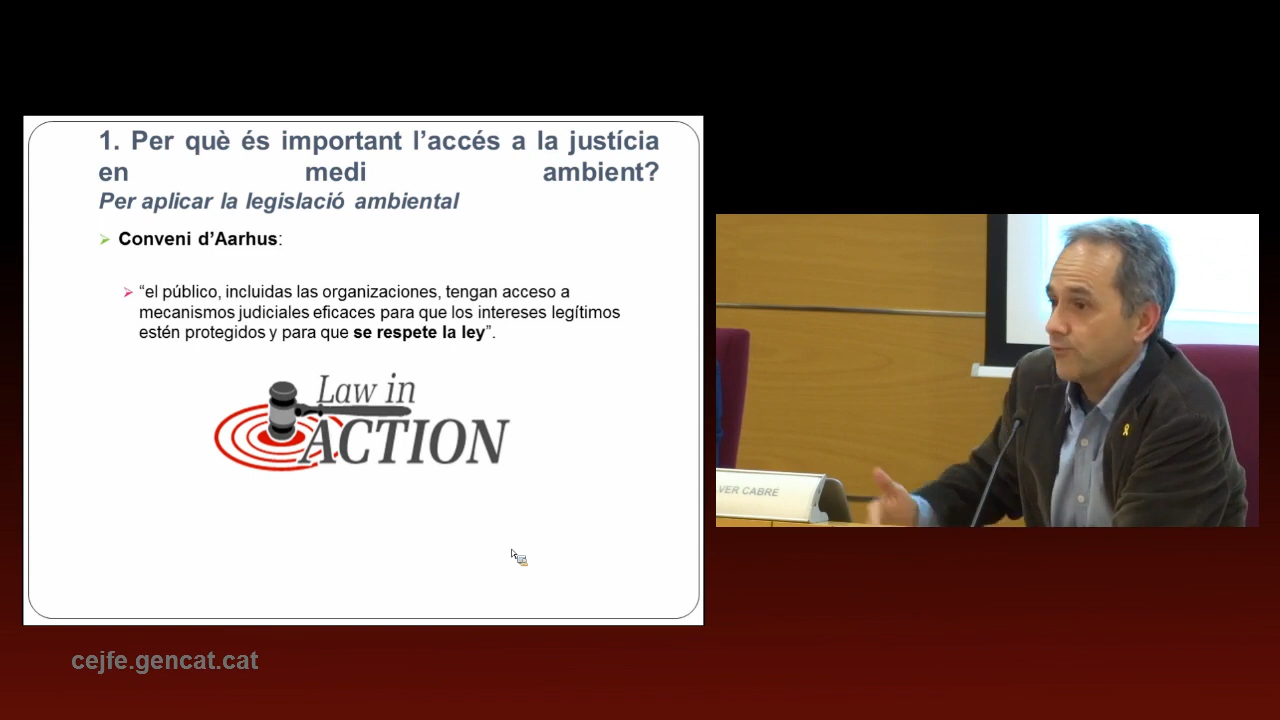 1. Per què és important l’accés a la justícia
en medi ambient?
Per aplicar la legislació ambiental
Conveni d’Aarhus:
“el público, incluidas las organizaciones, tengan acceso a
mecanismos judiciales eficaces para que los intereses legítimos
estén protegidos y para que se respete la ley”.
Law in
ACTION
VER CABRÉ
cejfe.gencat.cat